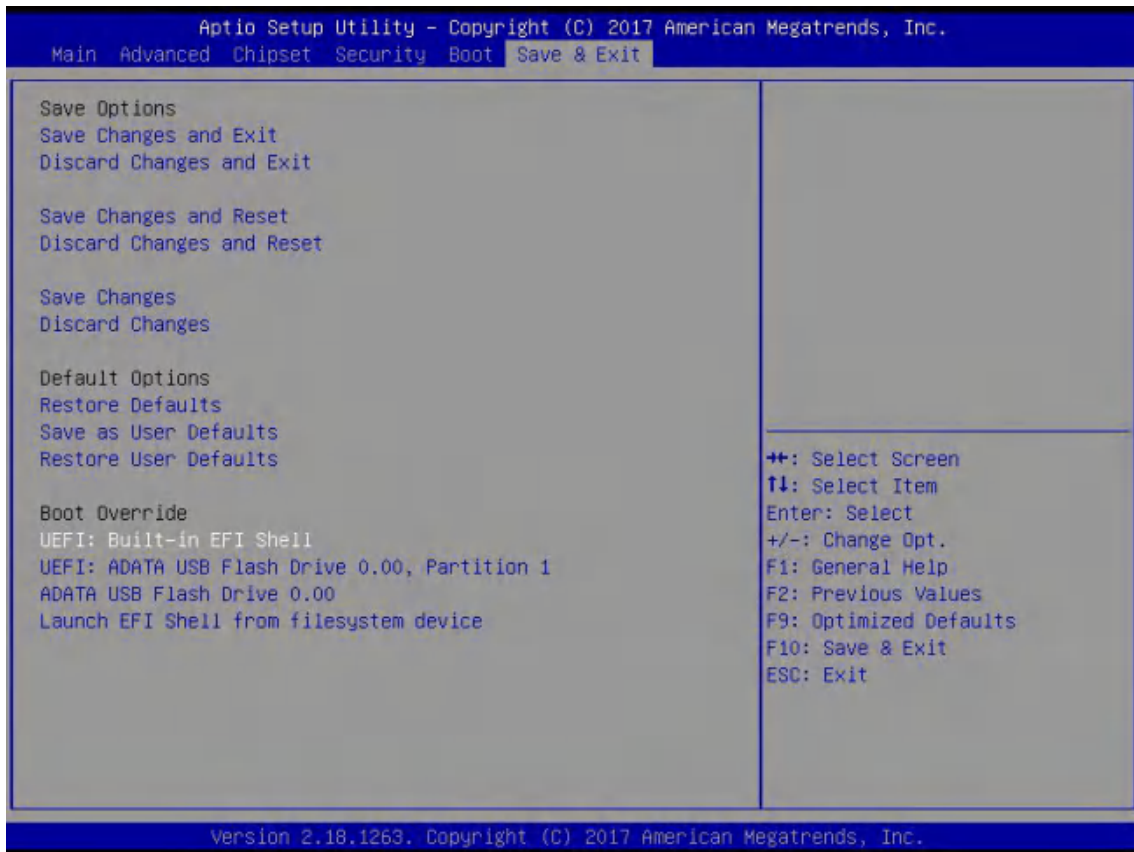 Aptio Setup Utility – Copyright (C) 2017 American Megatrends, Inc.
Main Advanced Chipset Security Boot Save & Exit
Save Options
Save Changes and Exit
Discard Changes and Exit
Save Changes and Reset
Discard Changes and Reset
Save Changes
Discard Changes
Default Options
Restore Defaults
Save as User Defaults
Restore User Defaults
Boot Override
UEFI: Built-in EFI Shell
UEFI: ADATA USB Flash Drive 0.00, Partition 1
ADATA USB Flash Drive 0.00
Launch EFI Shell from filesystem device
→←: Select Screen
↑↓: Select Item
Enter: Select
+/-: Change Opt.
F1: General Help
F2: Previous Values
F9: Optimized Defaults
F10: Save & Exit
ESC: Exit
Version 2.18.1263. Copyright (C) 2017 American Megatrends, Inc.